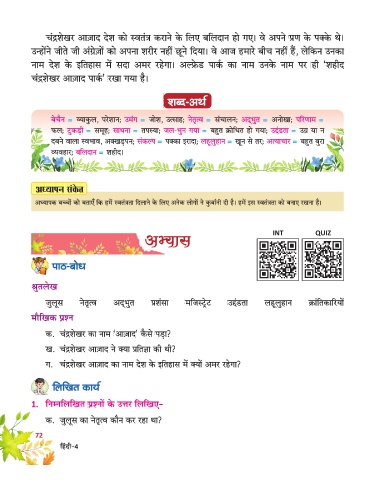 चंद्रशेखर आज़ाद देश को स्वतंत्र कराने के लिए बलिदान हो गए। वे अपने प्रण के पक्के थे।
उन्होंने जीते जी अंग्रेज़ों को अपना शरीर नहीं छूने दिया। वे आज हमारे बीच नहीं हैं, लेकिन उनका
नाम देश के इतिहास में सदा अमर रहेगा। अल्फ्रेड पार्क का नाम उनके नाम पर ही ‘शहीद
चंद्रशेखर आज़ाद पार्क’ रखा गया है।
शब्द-अर्थ
बेचैन = व्याकुल, परेशान; उमंग = जोश, उत्साह; नेतृत्व = संचालन; अद्भुत = अनोखा; परिणाम =
फल; टुकड़ी = समूह; साधना = तपस्या; जल-भुन गया = बहुत क्रोधित हो गया; उद्दंडता = उग्र या न
दबने वाला स्वभाव, अक्खड़पन; संकल्प = पक्का इरादा; लहूलुहान = खून से तर; अत्याचार = बहुत बुरा
व्यवहार; बलिदान = शहीद।
अध्यापन संकेत
अध्यापक बच्चों को बताएँ कि हमें स्वतंत्रता दिलाने के लिए अनेक लोगों ने कुर्बानी दी है। हमें इस स्वतंत्रता को बनाए रखना है।
अभ्यास
INT QUIZ
पाठ-बोध
श्रुतलेख
जुलूस नेतृत्व अद्भुत प्रशंसा मजिस्ट्रेट उद्दंडता लहूलुहान क्रांतिकारियों
मौखिक प्रश्न
क. चंद्रशेखर का नाम ‘आज़ाद’ कैसे पड़ा?
ख. चंद्रशेखर आज़ाद ने क्या प्रतिज्ञा की थी?
ग. चंद्रशेखर आज़ाद का नाम देश के इतिहास में क्यों अमर रहेगा?
लिखित कार्य
1. निम्नलिखित प्रश्नों के उत्तर लिखिए–
क. जुलूस का नेतृत्व कौन कर रहा था?
72
हिंदी-4